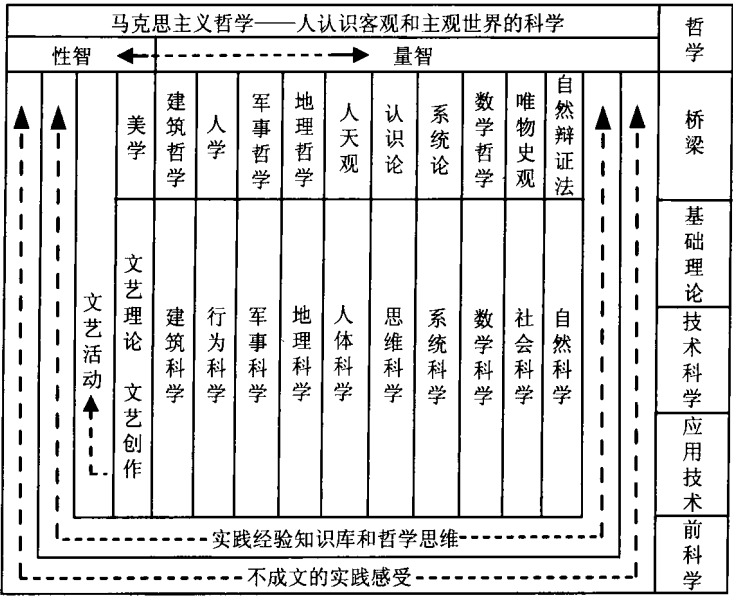 马克思主义哲学——人认识客观和主观世界的科学
哲学
性智
量智
美学
建筑哲学
人学
军事哲学
地理哲学
人天观
认识论
系统论
数学哲学
唯物史观
自然辩证法
桥梁
文艺活动
文艺理论 文艺创作
建筑科学
行为科学
军事科学
地理科学
人体科学
思维科学
系统科学
数学科学
社会科学
自然科学
基础理论
技术科学
应用技术
实践经验知识库和哲学思维
不成文的实践感受
前科学